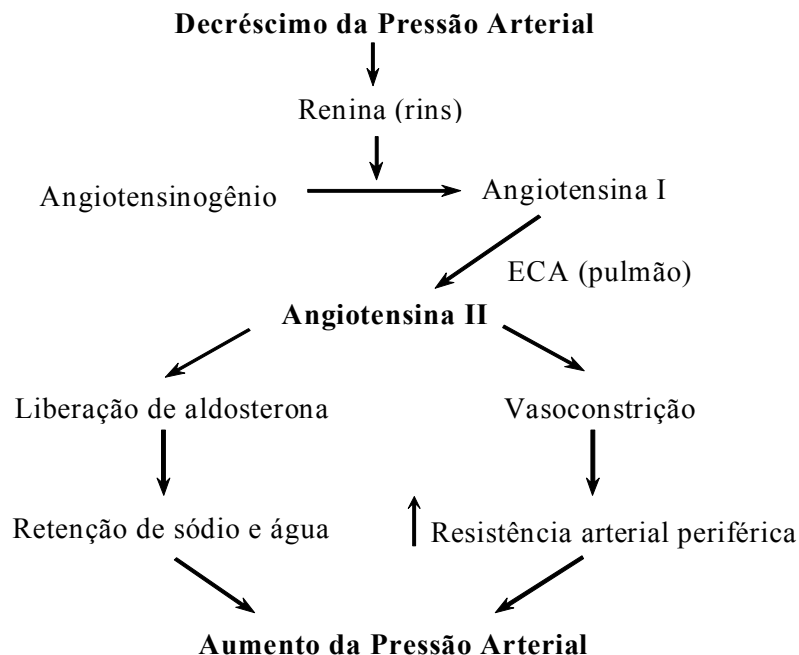 Decréscimo da Pressão Arterial
Renina (rins)
Angiotensinogênio
Angiotensina I
ECA (pulmão)
Angiotensina II
Liberação de aldosterona
Vasoconstrição
Retenção de sódio e água
Resistência arterial periférica
Aumento da Pressão Arterial